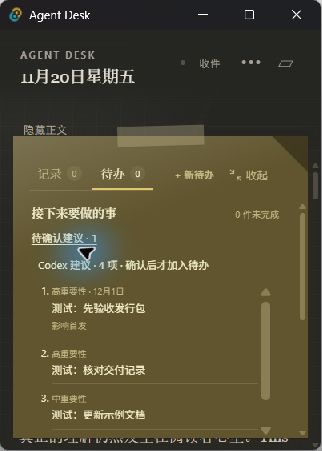 Agent Desk
AGENT DESK
11月20日星期五
收件
隐藏正文
记录 0 待办 0 + 新待办 收起
接下来要做的事 0 件未完成
待确认建议 · 1
Codex 建议 · 4 项 · 确认后才加入待办
1. 高重要性 · 12月1日
测试：先验收发行包
影响首发
2. 高重要性
测试：核对交付记录
3. 中重要性
测试：更新示例文档